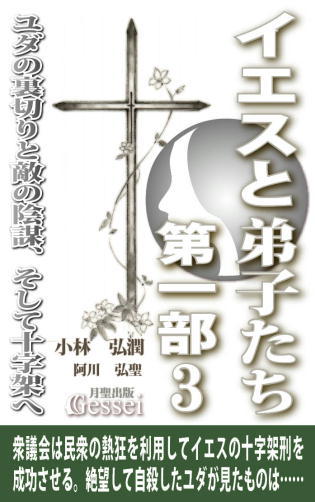 イエスと弟子たち
第一部3
ユダの裏切りと敵の陰謀、そして十字架へ
小林 弘潤
阿川 弘聖
月聖出版
Gessei
衆議会は民衆の熱狂を利用してイエスの十字架刑を
成功させる。絶望して自殺したユダが見たものは……